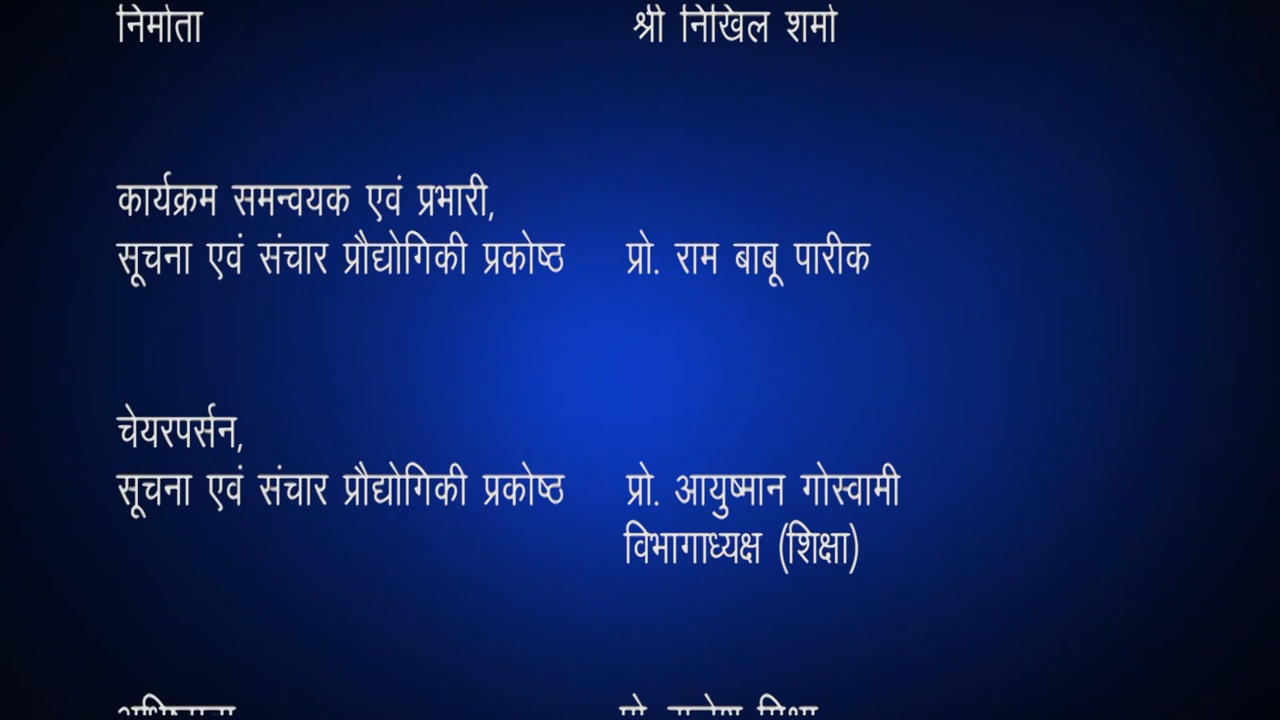 निर्माता श्री निखिल शर्मा
कार्यक्रम समन्वयक एवं प्रभारी,
सूचना एवं संचार प्रौद्योगिकी प्रकोष्ठ प्रो. राम बाबू पारीक
चेयरपर्सन,
सूचना एवं संचार प्रौद्योगिकी प्रकोष्ठ प्रो. आयुष्मान गोस्वामी
विभागाध्यक्ष (शिक्षा)